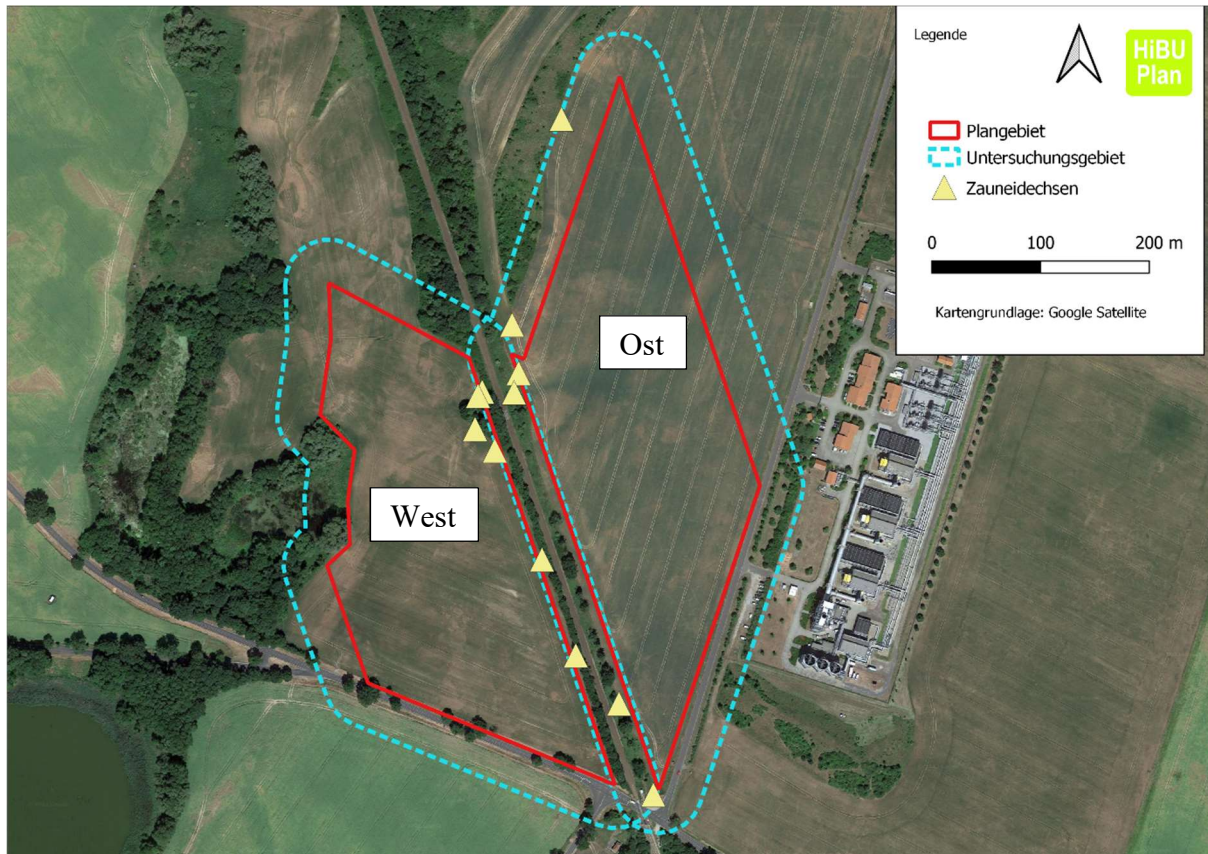 Legende
HiBU
Plan
Plangebiet
Untersuchungsgebiet
Zauneidechsen
0 100 200 m
Kartengrundlage: Google Satellite
Ost
West